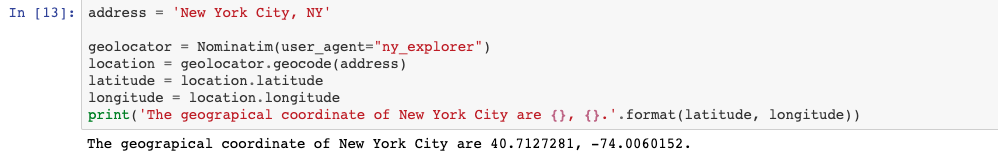 In [13]: address = 'New York City, NY'
geolocator = Nominatim(user_agent="ny_explorer")
location = geolocator.geocode(address)
latitude = location.latitude
longitude = location.longitude
print('The geograpical coordinate of New York City are {}, {}.'.format(latitude, longitude))
The geograpical coordinate of New York City are 40.7127281, -74.0060152.